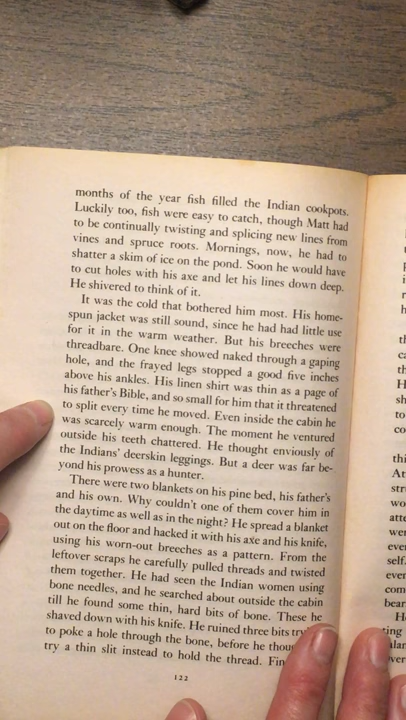 months of the year fish filled the Indian cookpots.
Luckily too, fish were easy to catch, though Matt had
to be continually twisting and splicing new lines from
vines and spruce roots. Mornings, now, he had to
shatter a skim of ice on the pond. Soon he would have
to cut holes with his axe and let his lines down deep.
He shivered to think of it.
It was the cold that bothered him most. His home-
spun jacket was still sound, since he had had little use
for it in the warm weather. But his breeches were
threadbare. One knee showed naked through a gaping
hole, and the frayed legs stopped a good five inches
above his ankles. His linen shirt was thin as a page of
his father's Bible, and so small for him that it threatened
to split every time he moved. Even inside the cabin he
was scarcely warm enough. The moment he ventured
outside his teeth chattered. He thought enviously of
the Indians' deerskin leggings. But a deer was far be-
yond his prowess as a hunter.
There were two blankets on his pine bed, his father's
and his own. Why couldn't one of them cover him in
the daytime as well as in the night? He spread a blanket
out on the floor and hacked it with his axe and his knife,
using his worn-out breeches as a pattern. From the
leftover scraps he carefully pulled threads and twisted
them together. He had seen the Indian women using
bone needles, and he searched about outside the cabin
till he found some thin, hard bits of bone. These he
shaved down with his knife. He ruined three bits
to poke a hole through the bone, before he
try a thin slit instead to hold the thread.
122